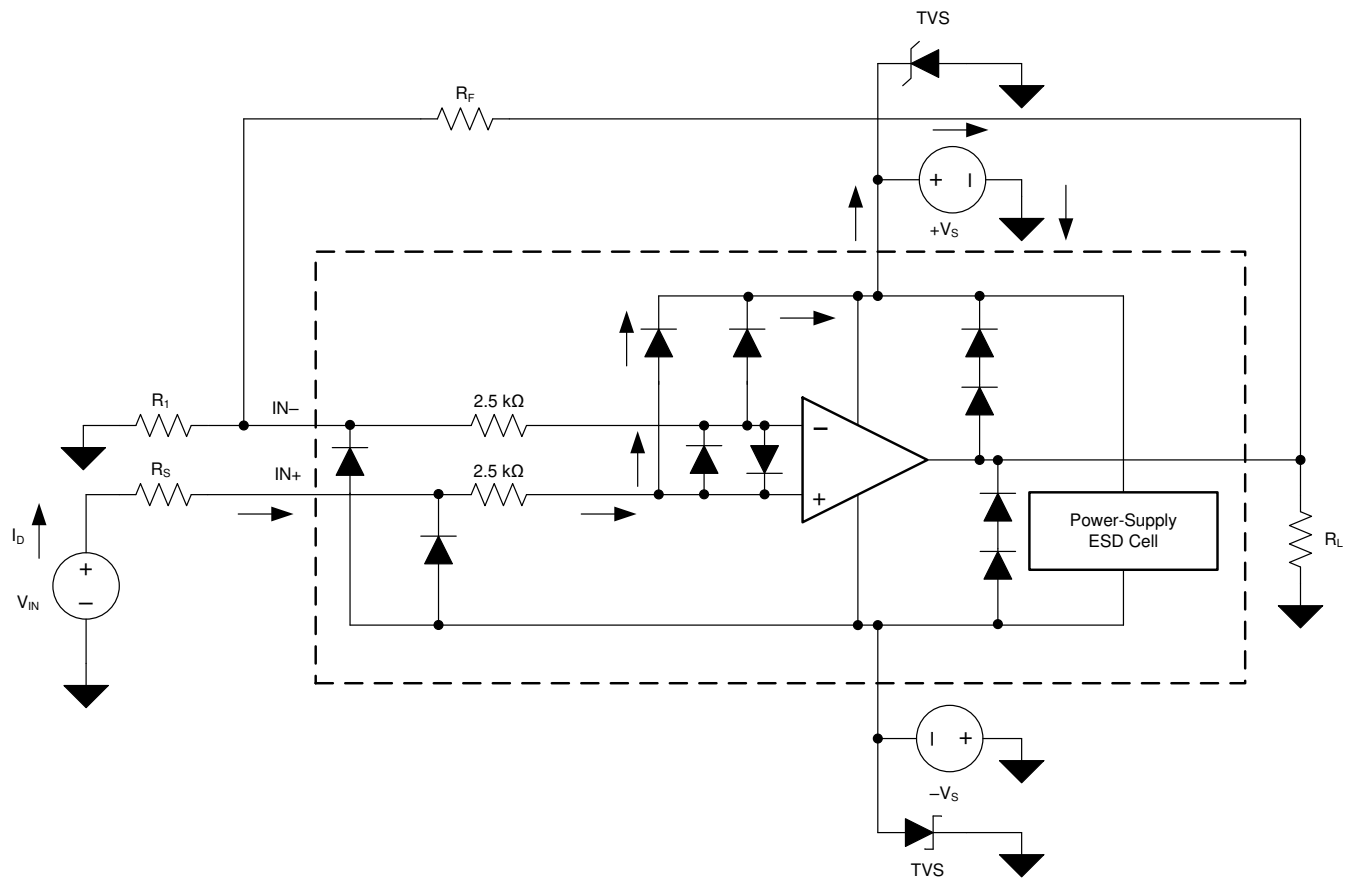 TVS
R_F
+ –
+V_S
R_1
IN–
2.5 kΩ
–
R_S
IN+
2.5 kΩ
+
Power-Supply
ESD Cell
R_L
I_D
+
–
V_IN
– +
–V_S
TVS